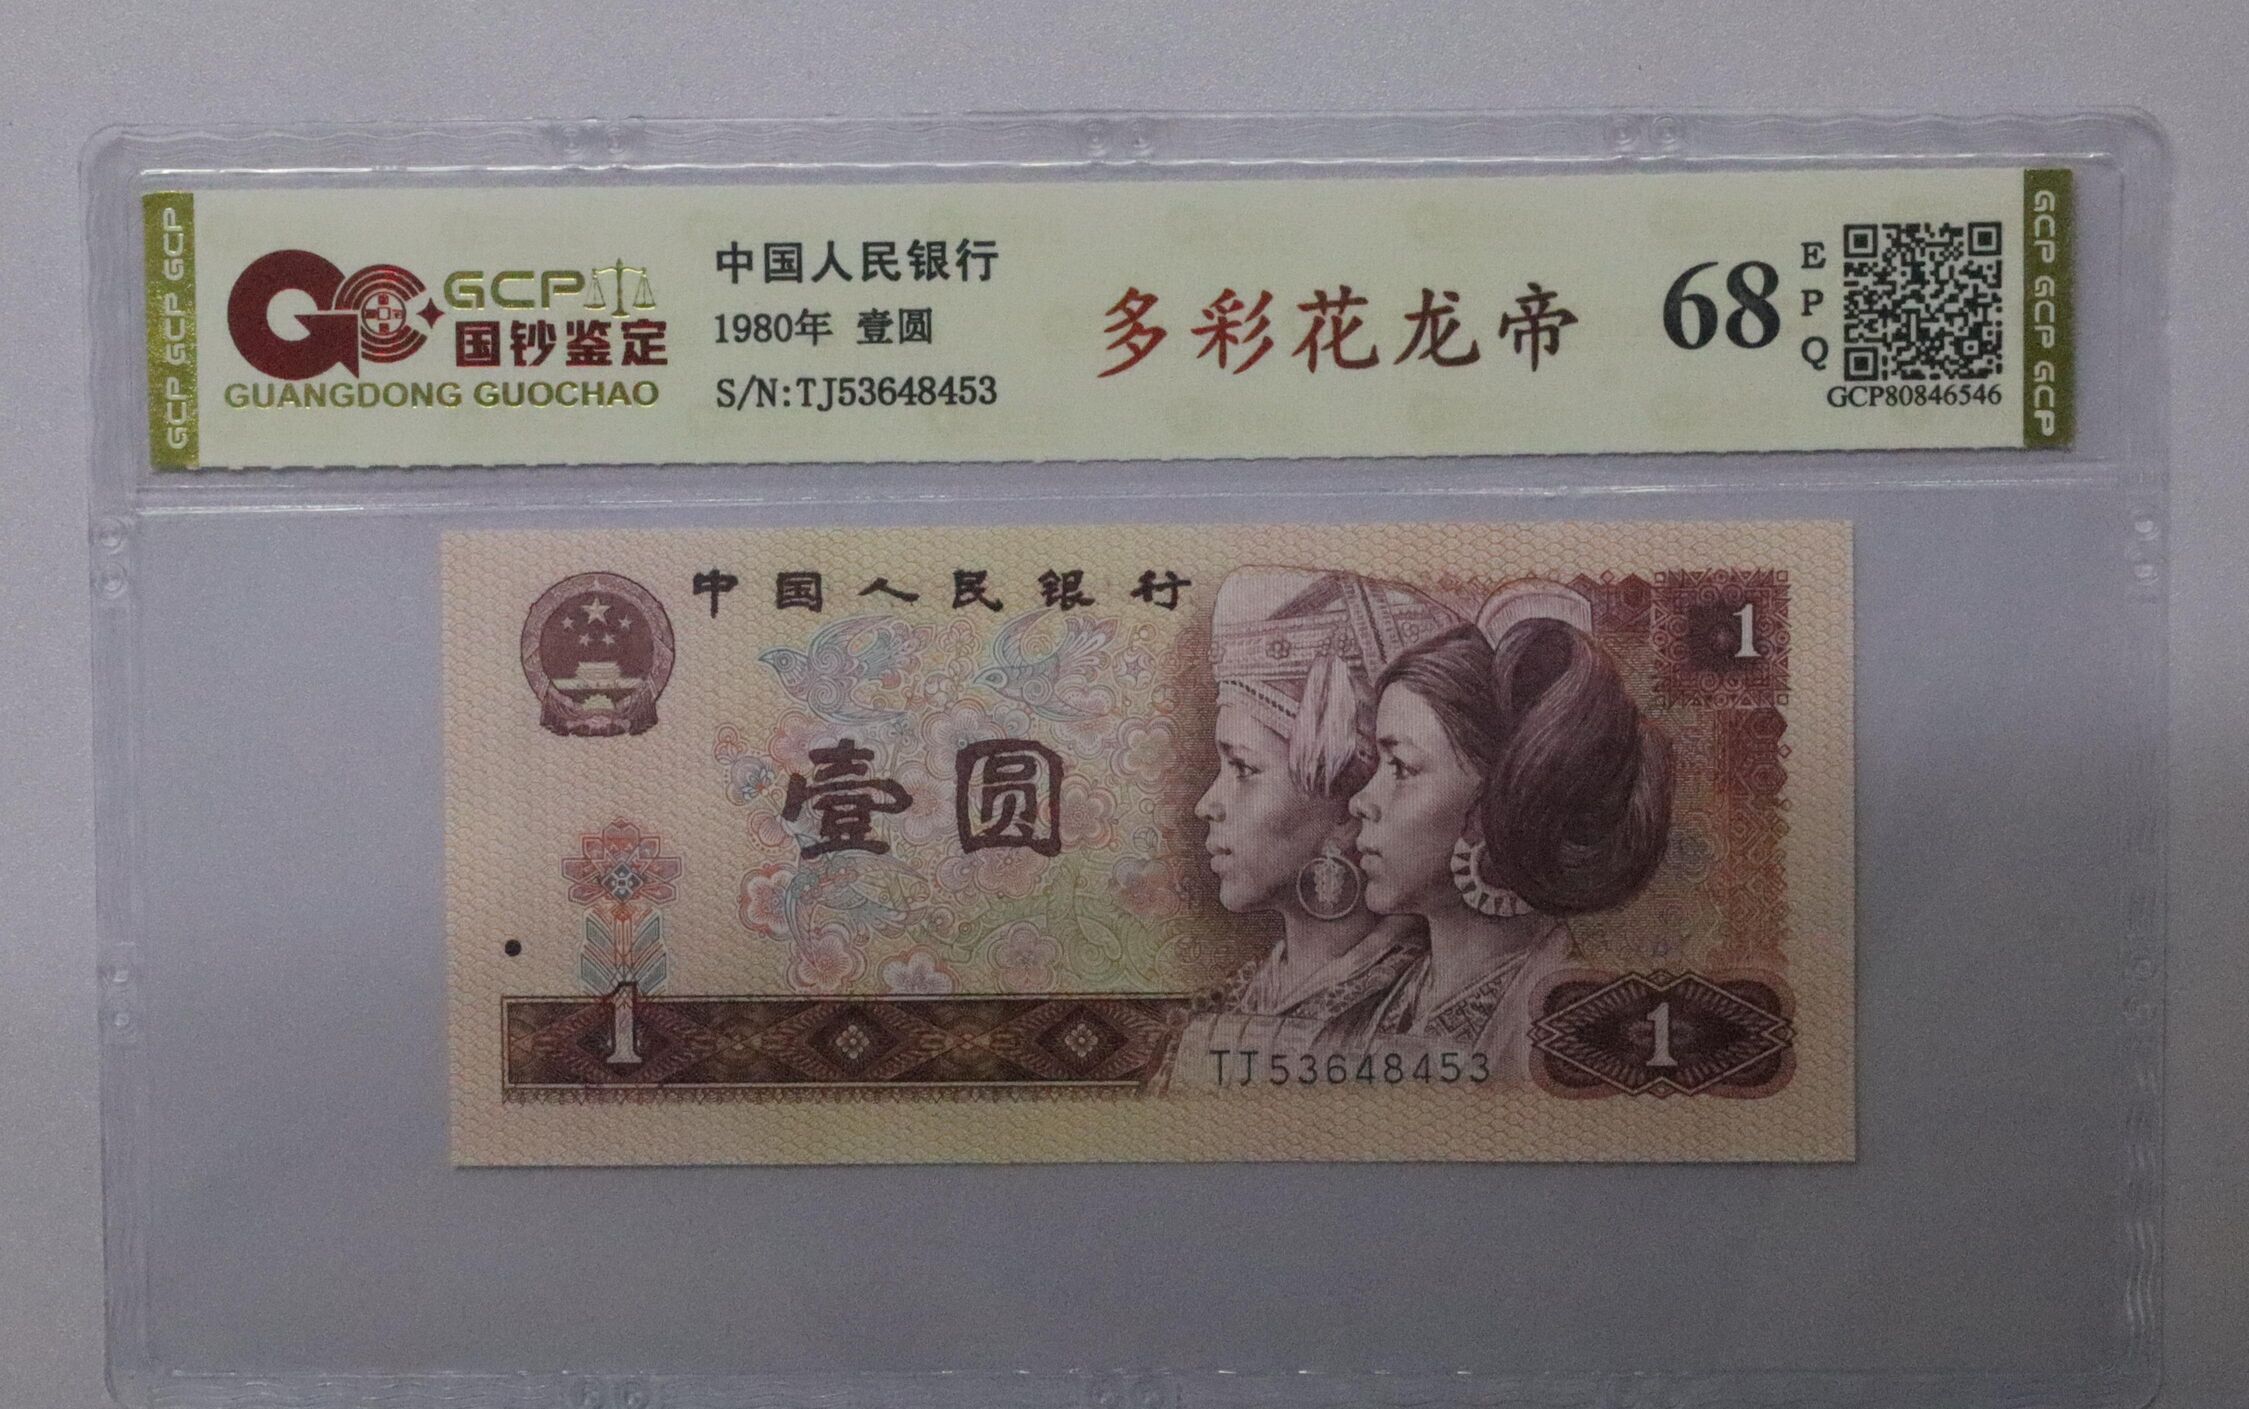 GCP GCP GCP
GCP
国钞鉴定
GUANGDONG GUOCHAO
中国人民银行
1980年 壹圆
S/N:TJ53648453
多彩花龙帝
68
E
P
Q
GCP80846546
GCP GCP GCP
中国人民银行
1
壹圆
1
1
TJ53648453